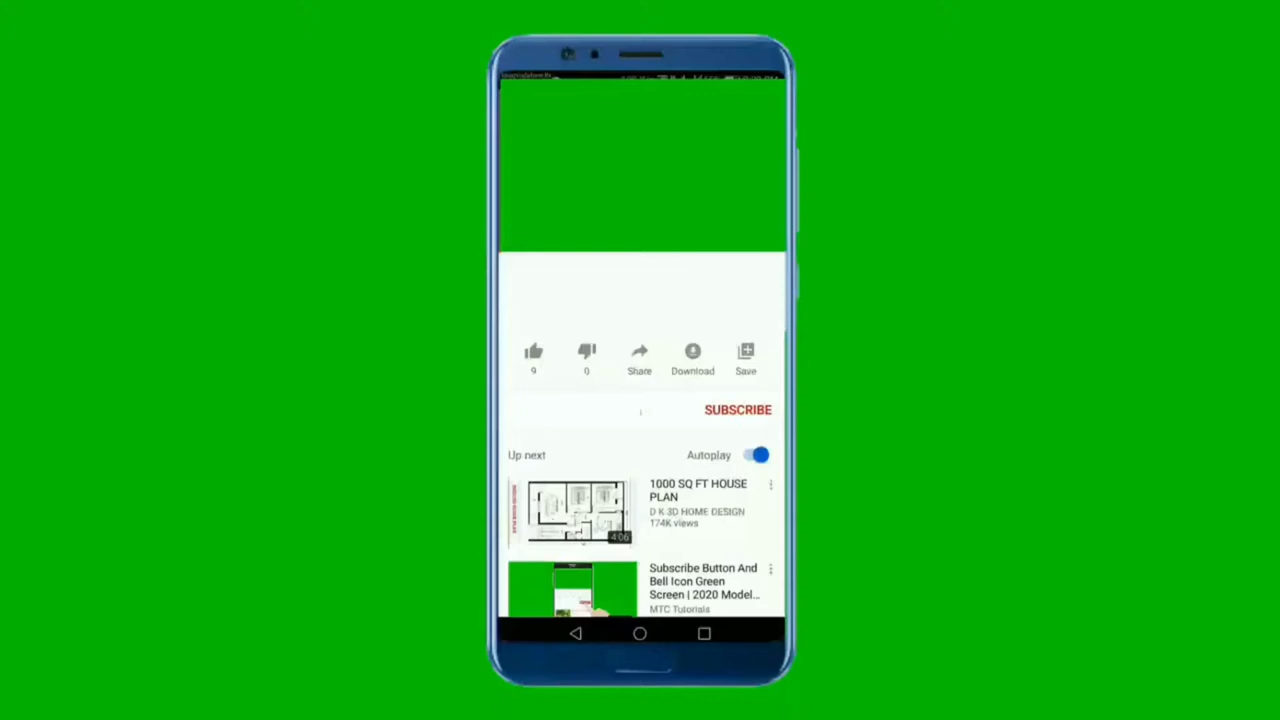 9
0
Share
Download
Save
SUBSCRIBE
Up next
Autoplay
1000 SQ FT HOUSE
PLAN
D K 3D HOME DESIGN
174K views
4:06
Subscribe Button And
Bell Icon Green
Screen | 2020 Model...
MTC Tutorials